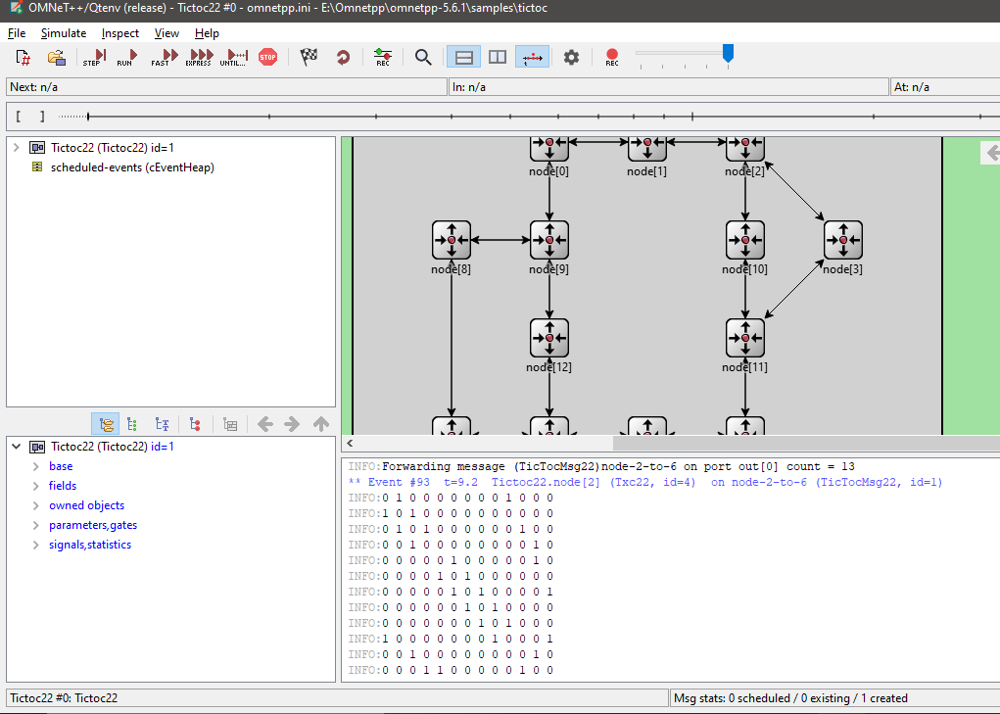 OMNeT++/Qtenv (release) - Tictoc22 #0 - omnetpp.ini - E:\Omnetpp\omnetpp-5.6.1\samples\tictoc
File Simulate Inspect View Help
STEP RUN FAST EXPRESS UNTIL... STOP REC REC
Next: n/a In: n/a At: n/a
[ ]
Tictoc22 (Tictoc22) id=1
scheduled-events (cEventHeap)
node[0] node[1] node[2]
node[8] node[9] node[10] node[3]
node[12] node[11]
Tictoc22 (Tictoc22) id=1
base
fields
owned objects
parameters,gates
signals,statistics
INFO:Forwarding message (TicTocMsg22)node-2-to-6 on port out[0] count = 13
** Event #93 t=9.2 Tictoc22.node[2] (Txc22, id=4) on node-2-to-6 (TicTocMsg22, id=1)
INFO:0 1 0 0 0 0 0 0 0 1 0 0 0
INFO:1 0 1 0 0 0 0 0 0 0 0 0 0
INFO:0 1 0 1 0 0 0 0 0 0 1 0 0
INFO:0 0 1 0 0 0 0 0 0 0 0 1 0
INFO:0 0 0 0 0 1 0 0 0 0 0 1 0
INFO:0 0 0 0 1 0 1 0 0 0 0 0 0
INFO:0 0 0 0 0 1 0 1 0 0 0 0 1
INFO:0 0 0 0 0 0 1 0 1 0 0 0 0
INFO:0 0 0 0 0 0 0 1 0 1 0 0 0
INFO:1 0 0 0 0 0 0 0 1 0 0 0 1
INFO:0 0 1 0 0 0 0 0 0 0 0 1 0
INFO:0 0 0 1 1 0 0 0 0 0 1 0 0
Tictoc22 #0: Tictoc22
Msg stats: 0 scheduled / 0 existing / 1 created